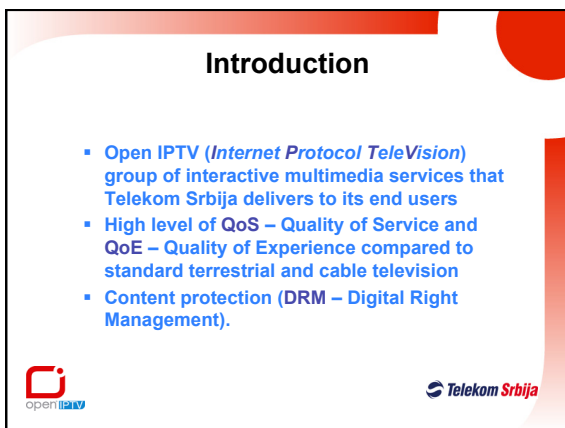 Introduction
▪ Open IPTV (Internet Protocol TeleVision)
group of interactive multimedia services that
Telekom Srbija delivers to its end users
▪ High level of QoS – Quality of Service and
QoE – Quality of Experience compared to
standard terrestrial and cable television
▪ Content protection (DRM – Digital Right
Management).
open IPTV
Telekom Srbija